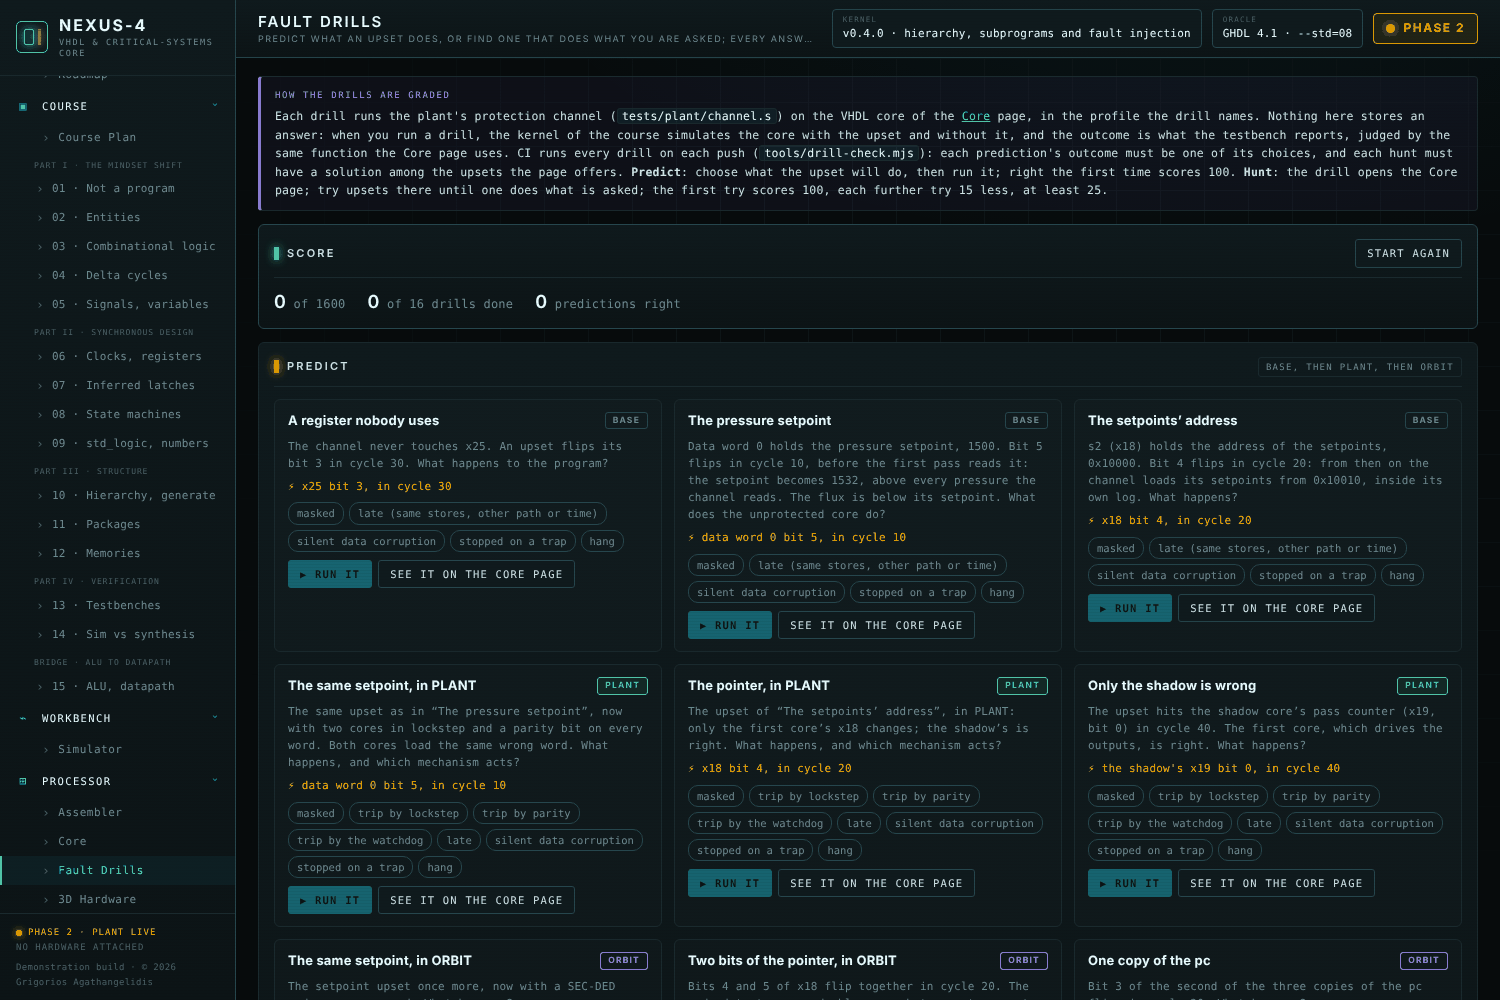 NEXUS-4
VHDL & CRITICAL-SYSTEMS
CORE
Roadmap
COURSE
Course Plan
PART I · THE MINDSET SHIFT
01 · Not a program
02 · Entities
03 · Combinational logic
04 · Delta cycles
05 · Signals, variables
PART II · SYNCHRONOUS DESIGN
06 · Clocks, registers
07 · Inferred latches
08 · State machines
09 · std_logic, numbers
PART III · STRUCTURE
10 · Hierarchy, generate
11 · Packages
12 · Memories
PART IV · VERIFICATION
13 · Testbenches
14 · Sim vs synthesis
BRIDGE · ALU TO DATAPATH
15 · ALU, datapath
WORKBENCH
Simulator
PROCESSOR
Assembler
Core
Fault Drills
3D Hardware
PHASE 2 · PLANT LIVE
NO HARDWARE ATTACHED
Demonstration build · © 2026
Grigorios Agathangelidis
FAULT DRILLS
PREDICT WHAT AN UPSET DOES, OR FIND ONE THAT DOES WHAT YOU ARE ASKED; EVERY ANSW…
KERNEL
v0.4.0 · hierarchy, subprograms and fault injection
ORACLE
GHDL 4.1 · --std=08
PHASE 2
HOW THE DRILLS ARE GRADED
Each drill runs the plant's protection channel (tests/plant/channel.s) on the VHDL core of the Core page, in the profile the drill names. Nothing here stores an
answer: when you run a drill, the kernel of the course simulates the core with the upset and without it, and the outcome is what the testbench reports, judged by the
same function the Core page uses. CI runs every drill on each push (tools/drill-check.mjs): each prediction's outcome must be one of its choices, and each hunt must
have a solution among the upsets the page offers. Predict: choose what the upset will do, then run it; right the first time scores 100. Hunt: the drill opens the Core
page; try upsets there until one does what is asked; the first try scores 100, each further try 15 less, at least 25.
SCORE
START AGAIN
0 of 1600 0 of 16 drills done 0 predictions right
PREDICT
BASE, THEN PLANT, THEN ORBIT
A register nobody uses
BASE
The channel never touches x25. An upset flips its
bit 3 in cycle 30. What happens to the program?
⚡ x25 bit 3, in cycle 30
masked late (same stores, other path or time)
silent data corruption stopped on a trap hang
▶ RUN IT SEE IT ON THE CORE PAGE
The pressure setpoint
BASE
Data word 0 holds the pressure setpoint, 1500. Bit 5
flips in cycle 10, before the first pass reads it:
the setpoint becomes 1532, above every pressure the
channel reads. The flux is below its setpoint. What
does the unprotected core do?
⚡ data word 0 bit 5, in cycle 10
masked late (same stores, other path or time)
silent data corruption stopped on a trap hang
▶ RUN IT SEE IT ON THE CORE PAGE
The setpoints’ address
BASE
s2 (x18) holds the address of the setpoints,
0x10000. Bit 4 flips in cycle 20: from then on the
channel loads its setpoints from 0x10010, inside its
own log. What happens?
⚡ x18 bit 4, in cycle 20
masked late (same stores, other path or time)
silent data corruption stopped on a trap hang
▶ RUN IT SEE IT ON THE CORE PAGE
The same setpoint, in PLANT
PLANT
The same upset as in “The pressure setpoint”, now
with two cores in lockstep and a parity bit on every
word. Both cores load the same wrong word. What
happens, and which mechanism acts?
⚡ data word 0 bit 5, in cycle 10
masked trip by lockstep trip by parity
trip by the watchdog late silent data corruption
stopped on a trap hang
▶ RUN IT SEE IT ON THE CORE PAGE
The pointer, in PLANT
PLANT
The upset of “The setpoints’ address”, in PLANT:
only the first core’s x18 changes; the shadow’s is
right. What happens, and which mechanism acts?
⚡ x18 bit 4, in cycle 20
masked trip by lockstep trip by parity
trip by the watchdog late silent data corruption
stopped on a trap hang
▶ RUN IT SEE IT ON THE CORE PAGE
Only the shadow is wrong
PLANT
The upset hits the shadow core’s pass counter (x19,
bit 0) in cycle 40. The first core, which drives the
outputs, is right. What happens?
⚡ the shadow's x19 bit 0, in cycle 40
masked trip by lockstep trip by parity
trip by the watchdog late silent data corruption
stopped on a trap hang
▶ RUN IT SEE IT ON THE CORE PAGE
The same setpoint, in ORBIT
ORBIT
The setpoint upset once more, now with a SEC-DED
Two bits of the pointer, in ORBIT
ORBIT
Bits 4 and 5 of x18 flip together in cycle 20. The
One copy of the pc
ORBIT
Bit 3 of the second of the three copies of the pc